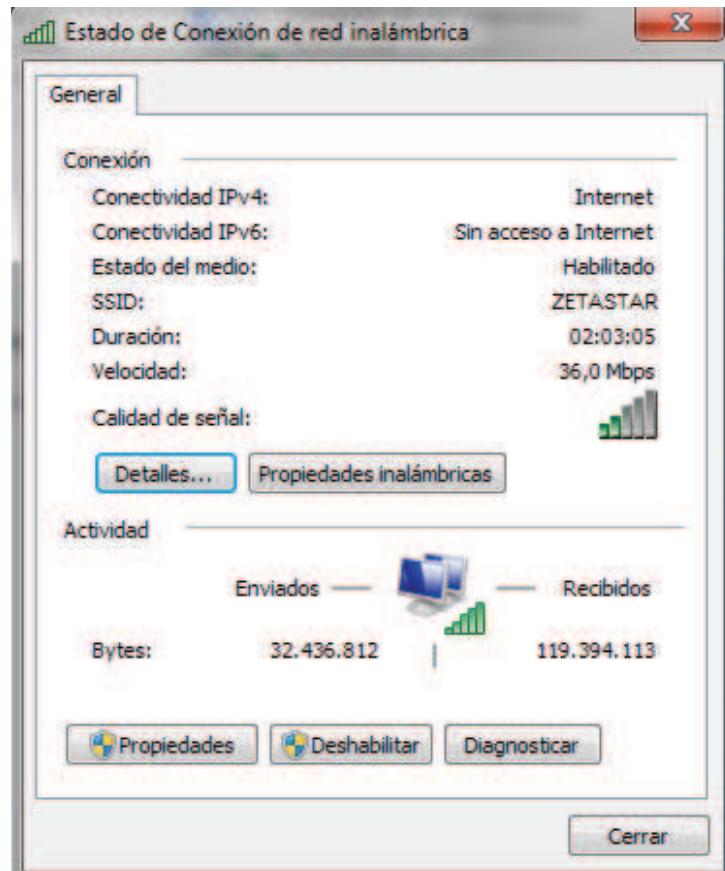 Estado de Conexión de red inalámbrica
General
Conexión
Conectividad IPv4: Internet
Conectividad IPv6: Sin acceso a Internet
Estado del medio: Habilitado
SSID: ZETASTAR
Duración: 02:03:05
Velocidad: 36,0 Mbps
Calidad de señal:
Detalles... Propiedades inalámbricas
Actividad
Enviados Recibidos
Bytes: 32.436.812 119.394.113
Propiedades Deshabilitar Diagnosticar
Cerrar